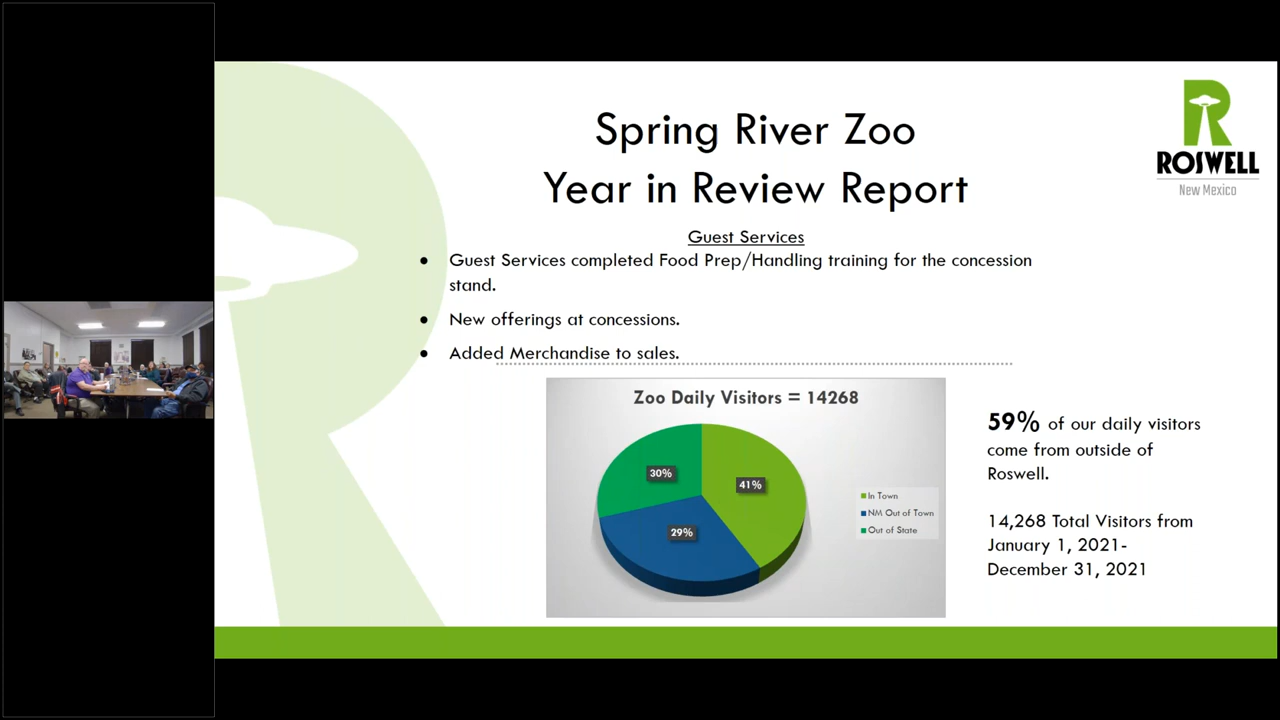 Spring River Zoo
Year in Review Report
ROSWELL
New Mexico
Guest Services
● Guest Services completed Food Prep/Handling training for the concession
stand.
● New offerings at concessions.
● Added Merchandise to sales.
Zoo Daily Visitors = 14268
30%
41%
29%
In Town
NM Out of Town
Out of State
59% of our daily visitors
come from outside of
Roswell.
14,268 Total Visitors from
January 1, 2021-
December 31, 2021